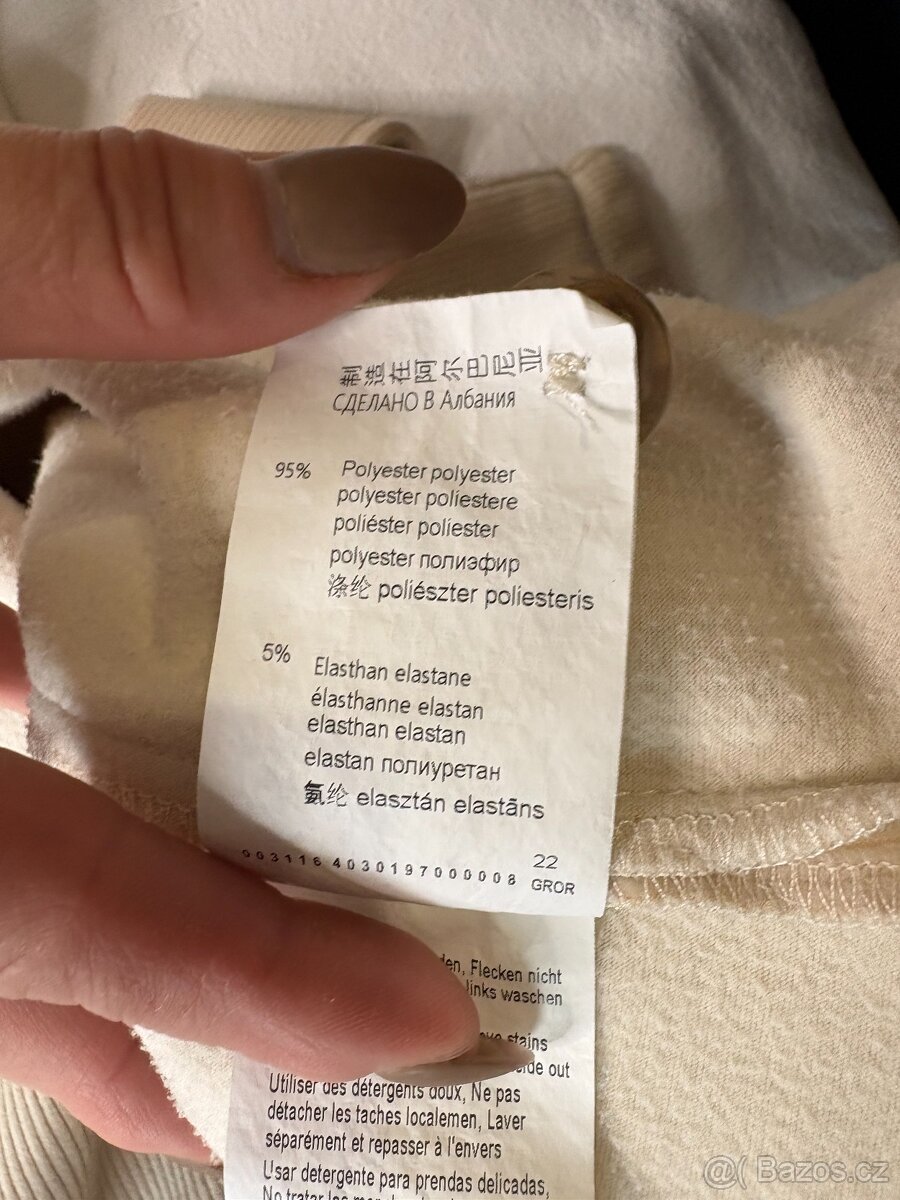 制造在阿尔巴尼亚
СДЕЛАНО В Албания
95% Polyester polyester
polyester poliestere
poliéster poliester
polyester полиэфир
涤纶 poliészter poliesteris
5% Elasthan elastane
élasthanne elastan
elasthan elastan
elastan полиуретан
氨纶 elasztán elastāns
003116 4030197000008 22
GROR
Flecken nicht
links waschen
stains
out
Utiliser des détergents doux, Ne pas
détacher les taches localemen, Laver
séparément et repasser à l'envers
Usar detergente para prendas delicadas,
No tratar las
@( Bazos.cz